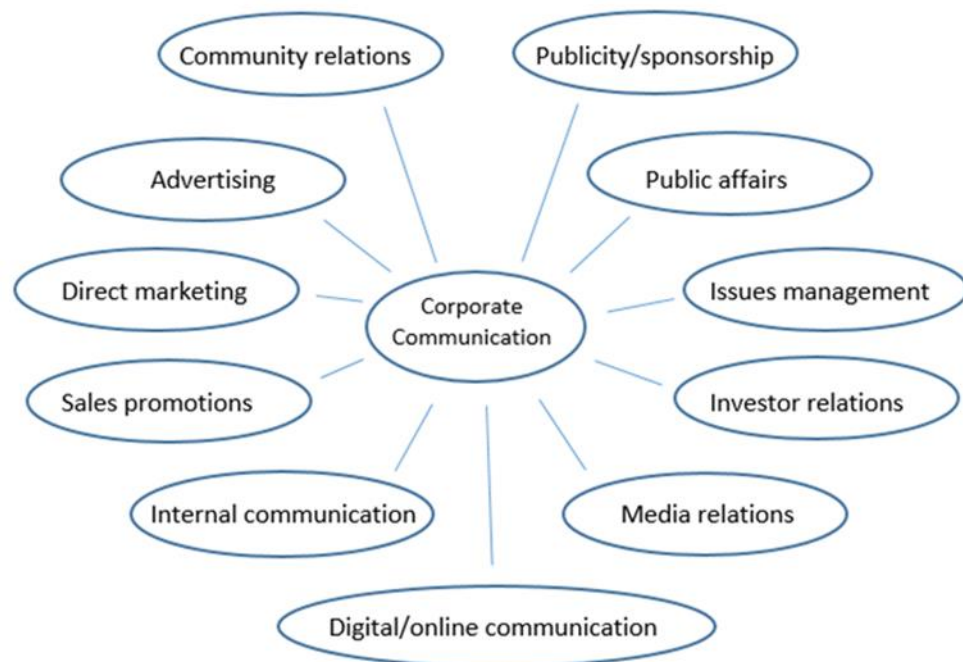 Community relations
Publicity/sponsorship
Advertising
Public affairs
Direct marketing
Issues management
Corporate
Communication
Sales promotions
Investor relations
Internal communication
Media relations
Digital/online communication